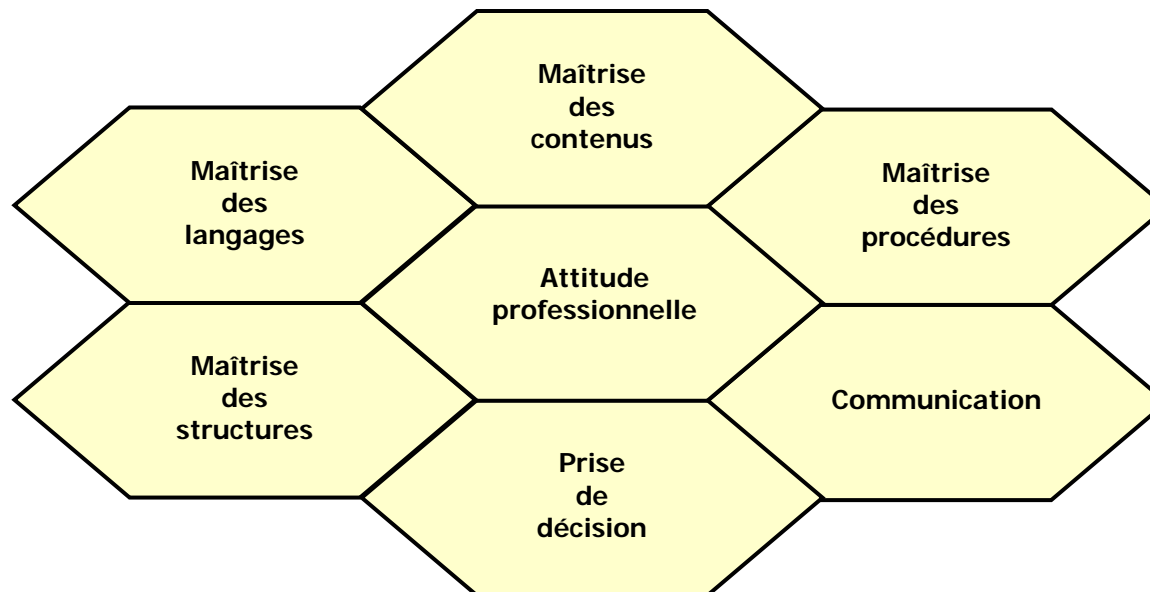 Maîtrise
des
contenus
Maîtrise
des
langages
Maîtrise
des
procédures
Attitude
professionnelle
Maîtrise
des
structures
Communication
Prise
de
décision